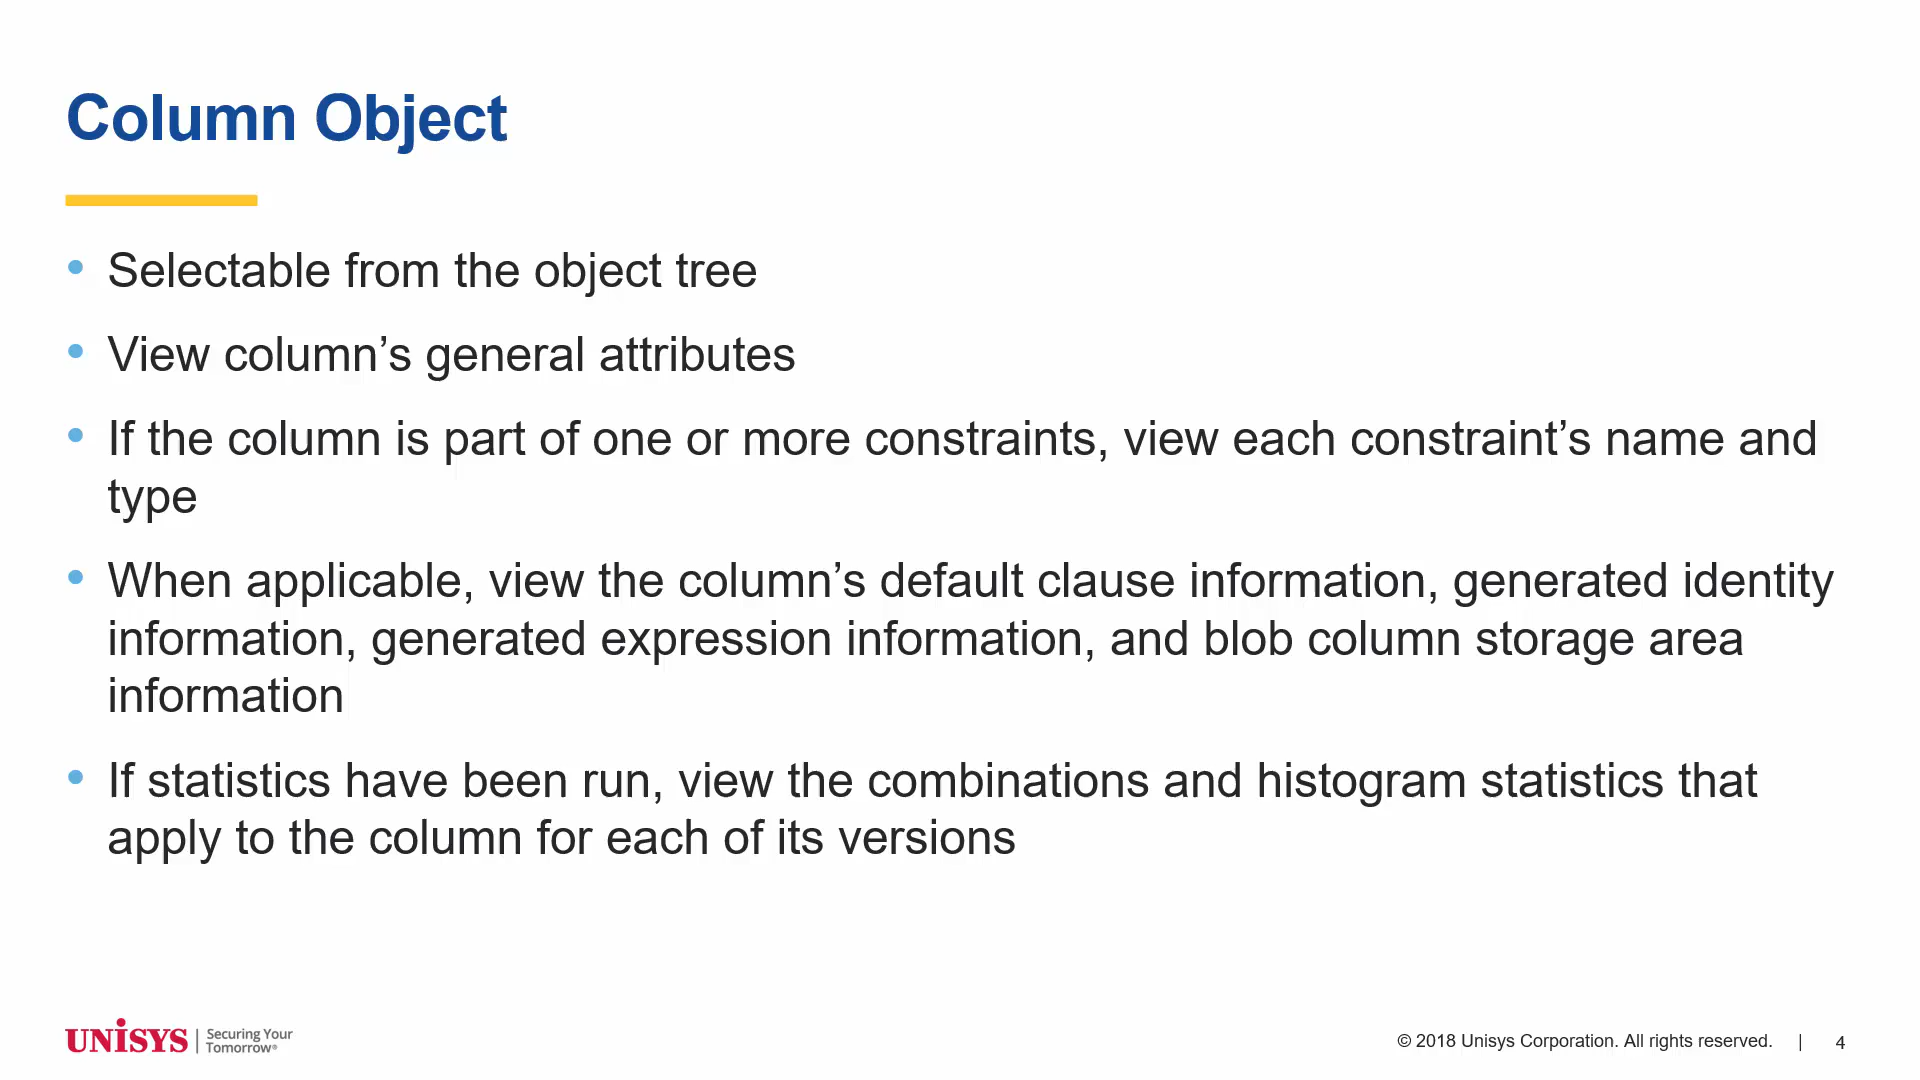 Column Object
• Selectable from the object tree
• View column’s general attributes
• If the column is part of one or more constraints, view each constraint’s name and
type
• When applicable, view the column’s default clause information, generated identity
information, generated expression information, and blob column storage area
information
• If statistics have been run, view the combinations and histogram statistics that
apply to the column for each of its versions
UNISYS | Securing Your
Tomorrow®
© 2018 Unisys Corporation. All rights reserved. | 4